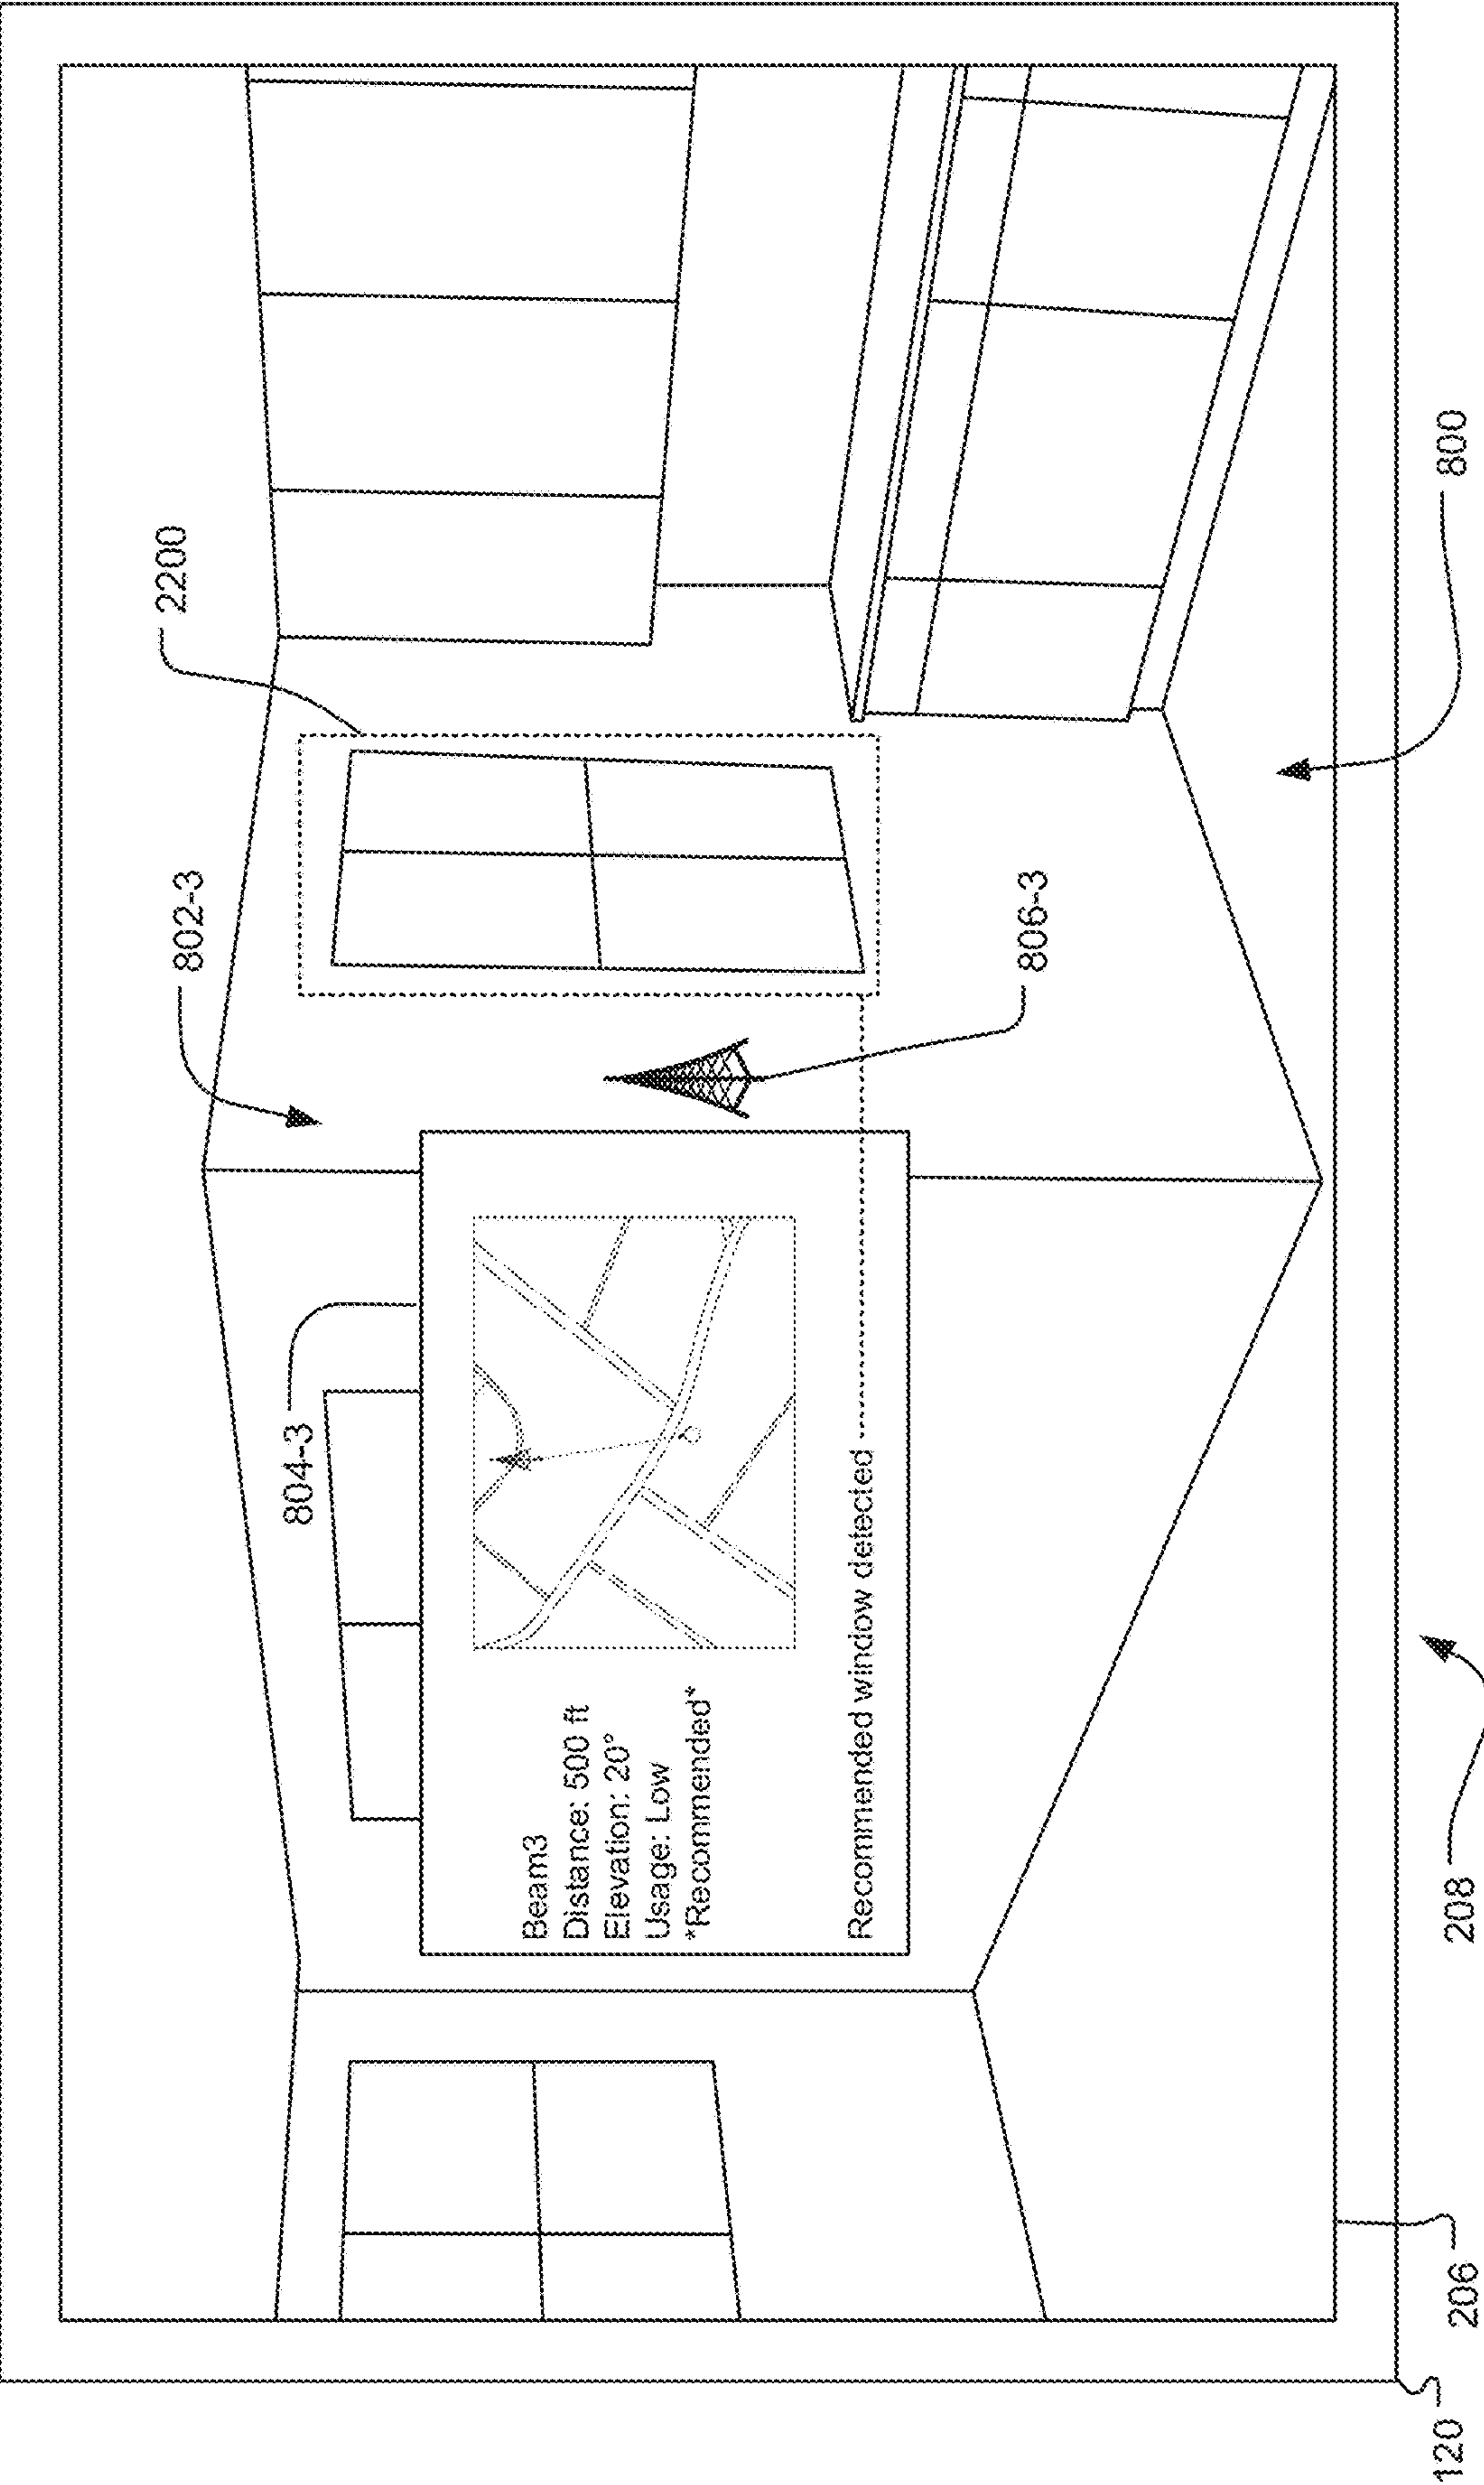 2200
802-3
804-3
806-3
800
Beam3
Distance: 500 ft
Elevation: 20°
Usage: Low
*Recommended*
Recommended window detected
120
206
208